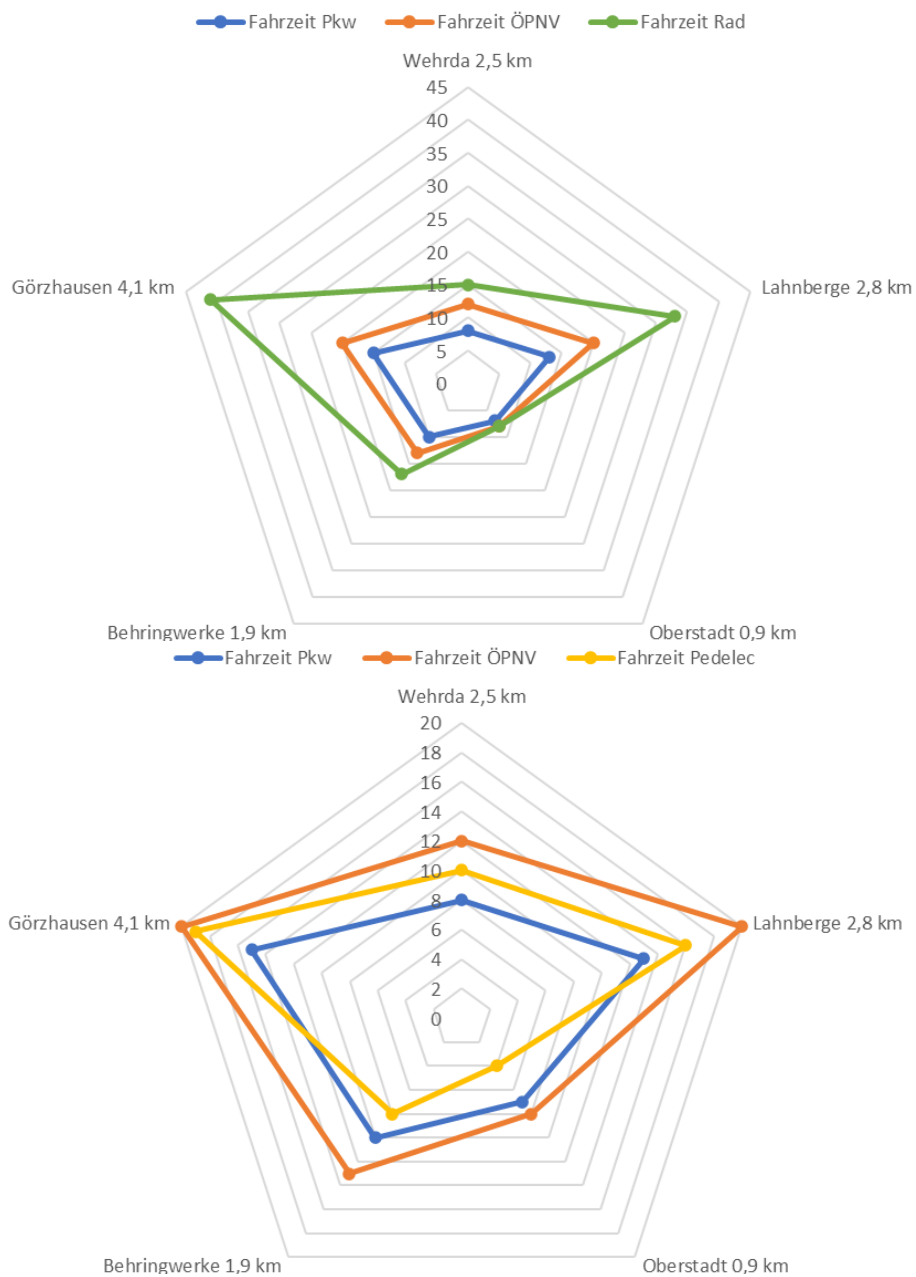 Fahrzeit Pkw Fahrzeit ÖPNV Fahrzeit Rad
Wehrda 2,5 km
45
40
35
30
25
20
15
10
5
0
Görzhausen 4,1 km
Lahnberge 2,8 km
Behringwerke 1,9 km
Oberstadt 0,9 km
Fahrzeit Pkw Fahrzeit ÖPNV Fahrzeit Pedelec
Wehrda 2,5 km
20
18
16
14
12
10
8
6
4
2
0
Görzhausen 4,1 km
Lahnberge 2,8 km
Behringwerke 1,9 km
Oberstadt 0,9 km